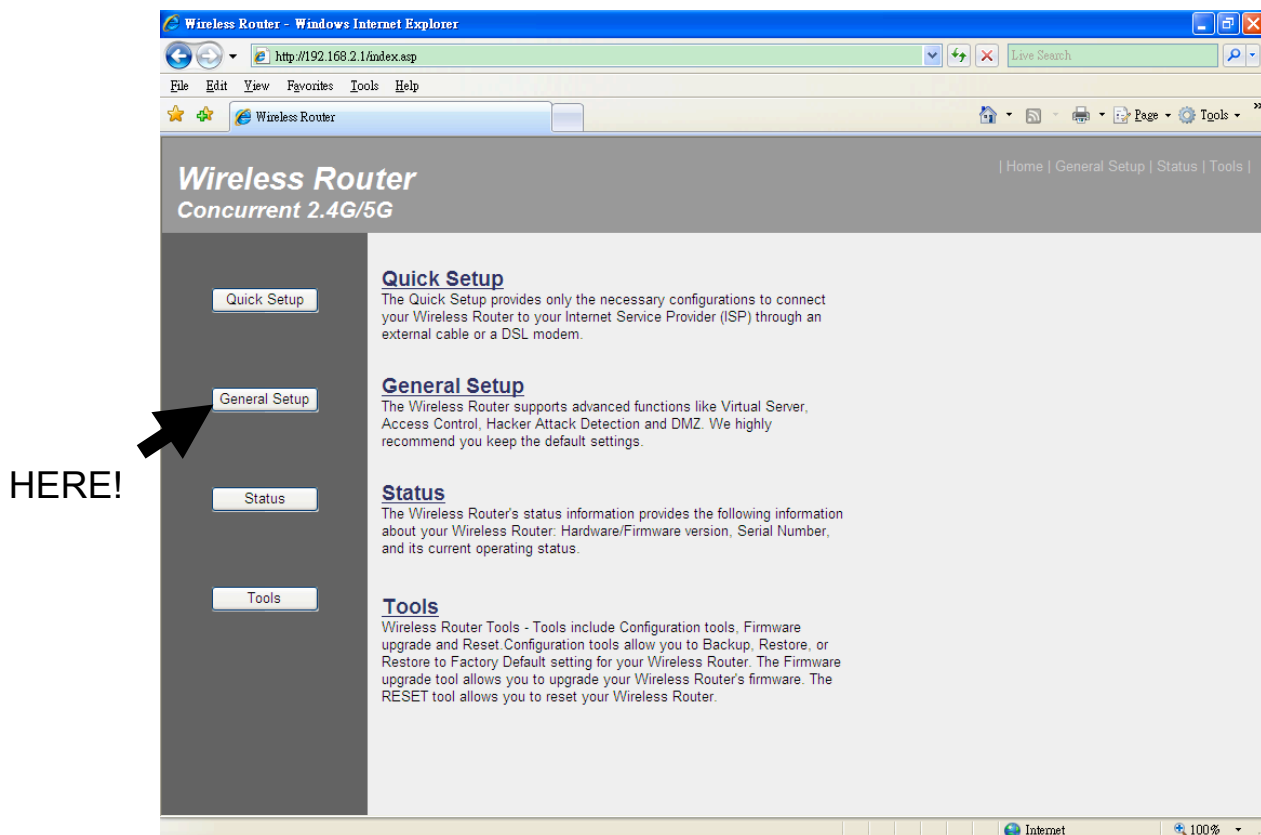 Wireless Router - Windows Internet Explorer
http://192.168.2.1/index.asp
Live Search
File Edit View Favorites Tools Help
Wireless Router
Page Tools »
Wireless Router
Concurrent 2.4G/5G
| Home | General Setup | Status | Tools |
Quick Setup
Quick Setup
The Quick Setup provides only the necessary configurations to connect
your Wireless Router to your Internet Service Provider (ISP) through an
external cable or a DSL modem.
General Setup
General Setup
The Wireless Router supports advanced functions like Virtual Server,
Access Control, Hacker Attack Detection and DMZ. We highly
recommend you keep the default settings.
HERE!
Status
Status
The Wireless Router's status information provides the following information
about your Wireless Router: Hardware/Firmware version, Serial Number,
and its current operating status.
Tools
Tools
Wireless Router Tools - Tools include Configuration tools, Firmware
upgrade and Reset.Configuration tools allow you to Backup, Restore, or
Restore to Factory Default setting for your Wireless Router. The Firmware
upgrade tool allows you to upgrade your Wireless Router's firmware. The
RESET tool allows you to reset your Wireless Router.
Internet
100%